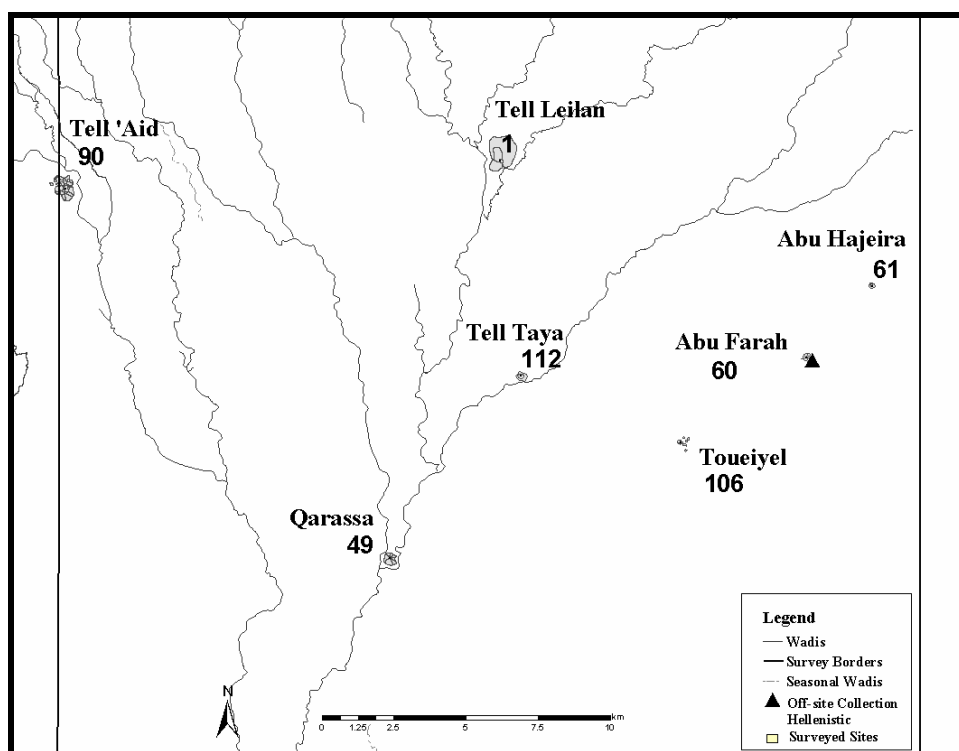 Tell Leilan
1
Tell 'Aid
90
Abu Hajeira
61
Tell Taya
112
Abu Farah
60
Toueiyel
106
Qarassa
49
Legend
Wadis
Survey Borders
Seasonal Wadis
Off-site Collection
Hellenistic
Surveyed Sites
N
km
0 1.25 2.5 5 7.5 10